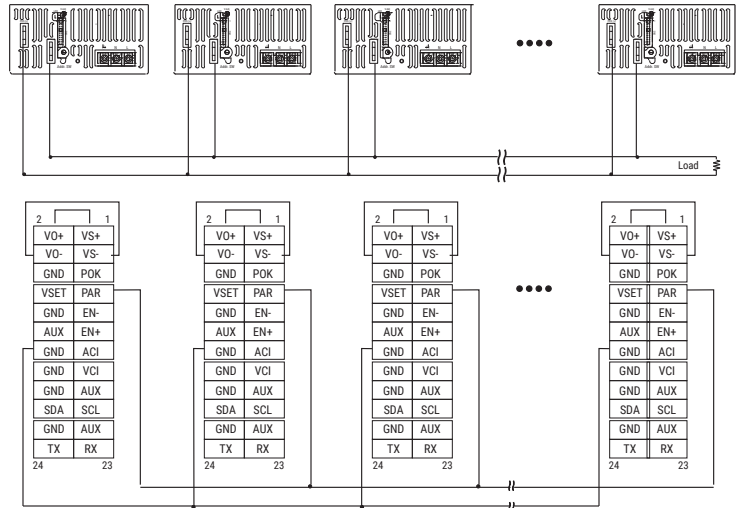 Load
2 1
VO+ VS+
VO- VS-
GND POK
VSET PAR
GND EN-
AUX EN+
GND ACI
GND VCI
GND AUX
SDA SCL
GND AUX
TX RX
24 23
2 1
VO+ VS+
VO- VS-
GND POK
VSET PAR
GND EN-
AUX EN+
GND ACI
GND VCI
GND AUX
SDA SCL
GND AUX
TX RX
24 23
2 1
VO+ VS+
VO- VS-
GND POK
VSET PAR
GND EN-
AUX EN+
GND ACI
GND VCI
GND AUX
SDA SCL
GND AUX
TX RX
24 23
2 1
VO+ VS+
VO- VS-
GND POK
VSET PAR
GND EN-
AUX EN+
GND ACI
GND VCI
GND AUX
SDA SCL
GND AUX
TX RX
24 23